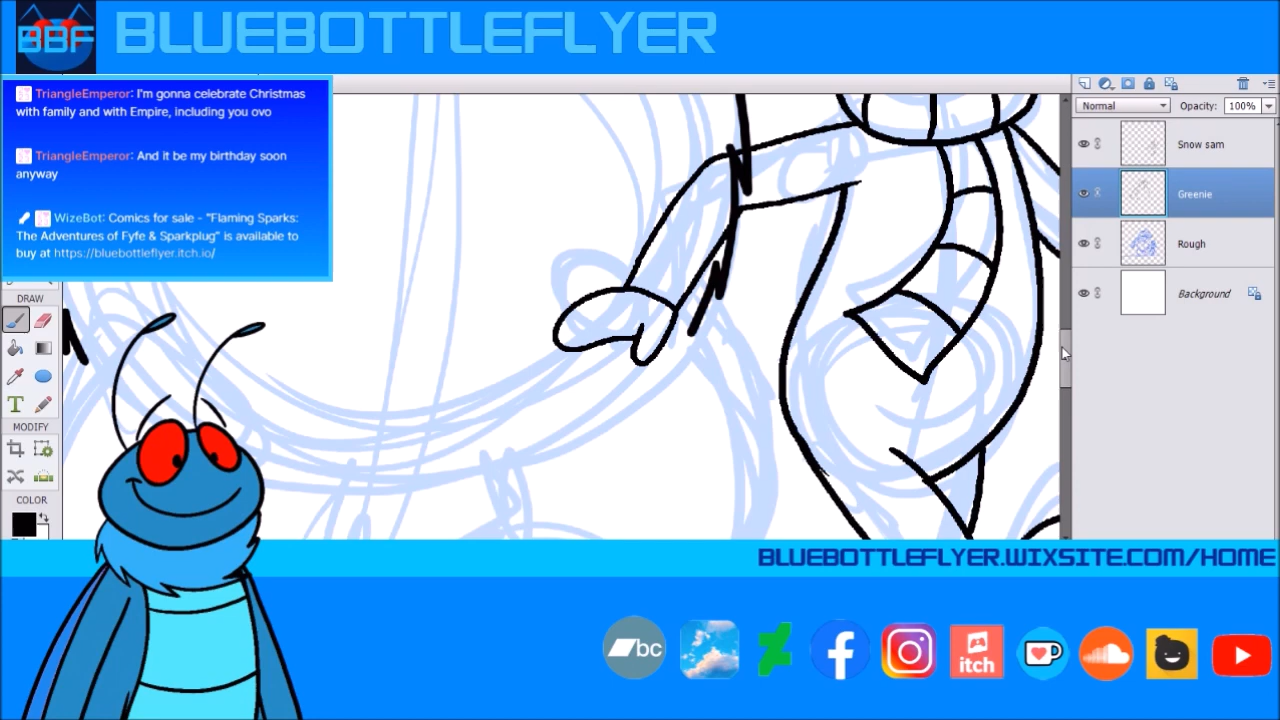 BBF
BLUEBOTTLEFLYER
TriangleEmperor: I'm gonna celebrate Christmas
with family and with Empire, including you ovo
TriangleEmperor: And it be my birthday soon
anyway
WizeBot: Comics for sale - "Flaming Sparks:
The Adventures of Fyfe & Sparkplug" is available to
buy at https://bluebottleflyer.itch.io/
Normal
Opacity: 100%
Snow sam
Greenie
Rough
Background
DRAW
T
MODIFY
COLOR
BLUEBOTTLEFLYER.WIXSITE.COM/HOME
bc
itch